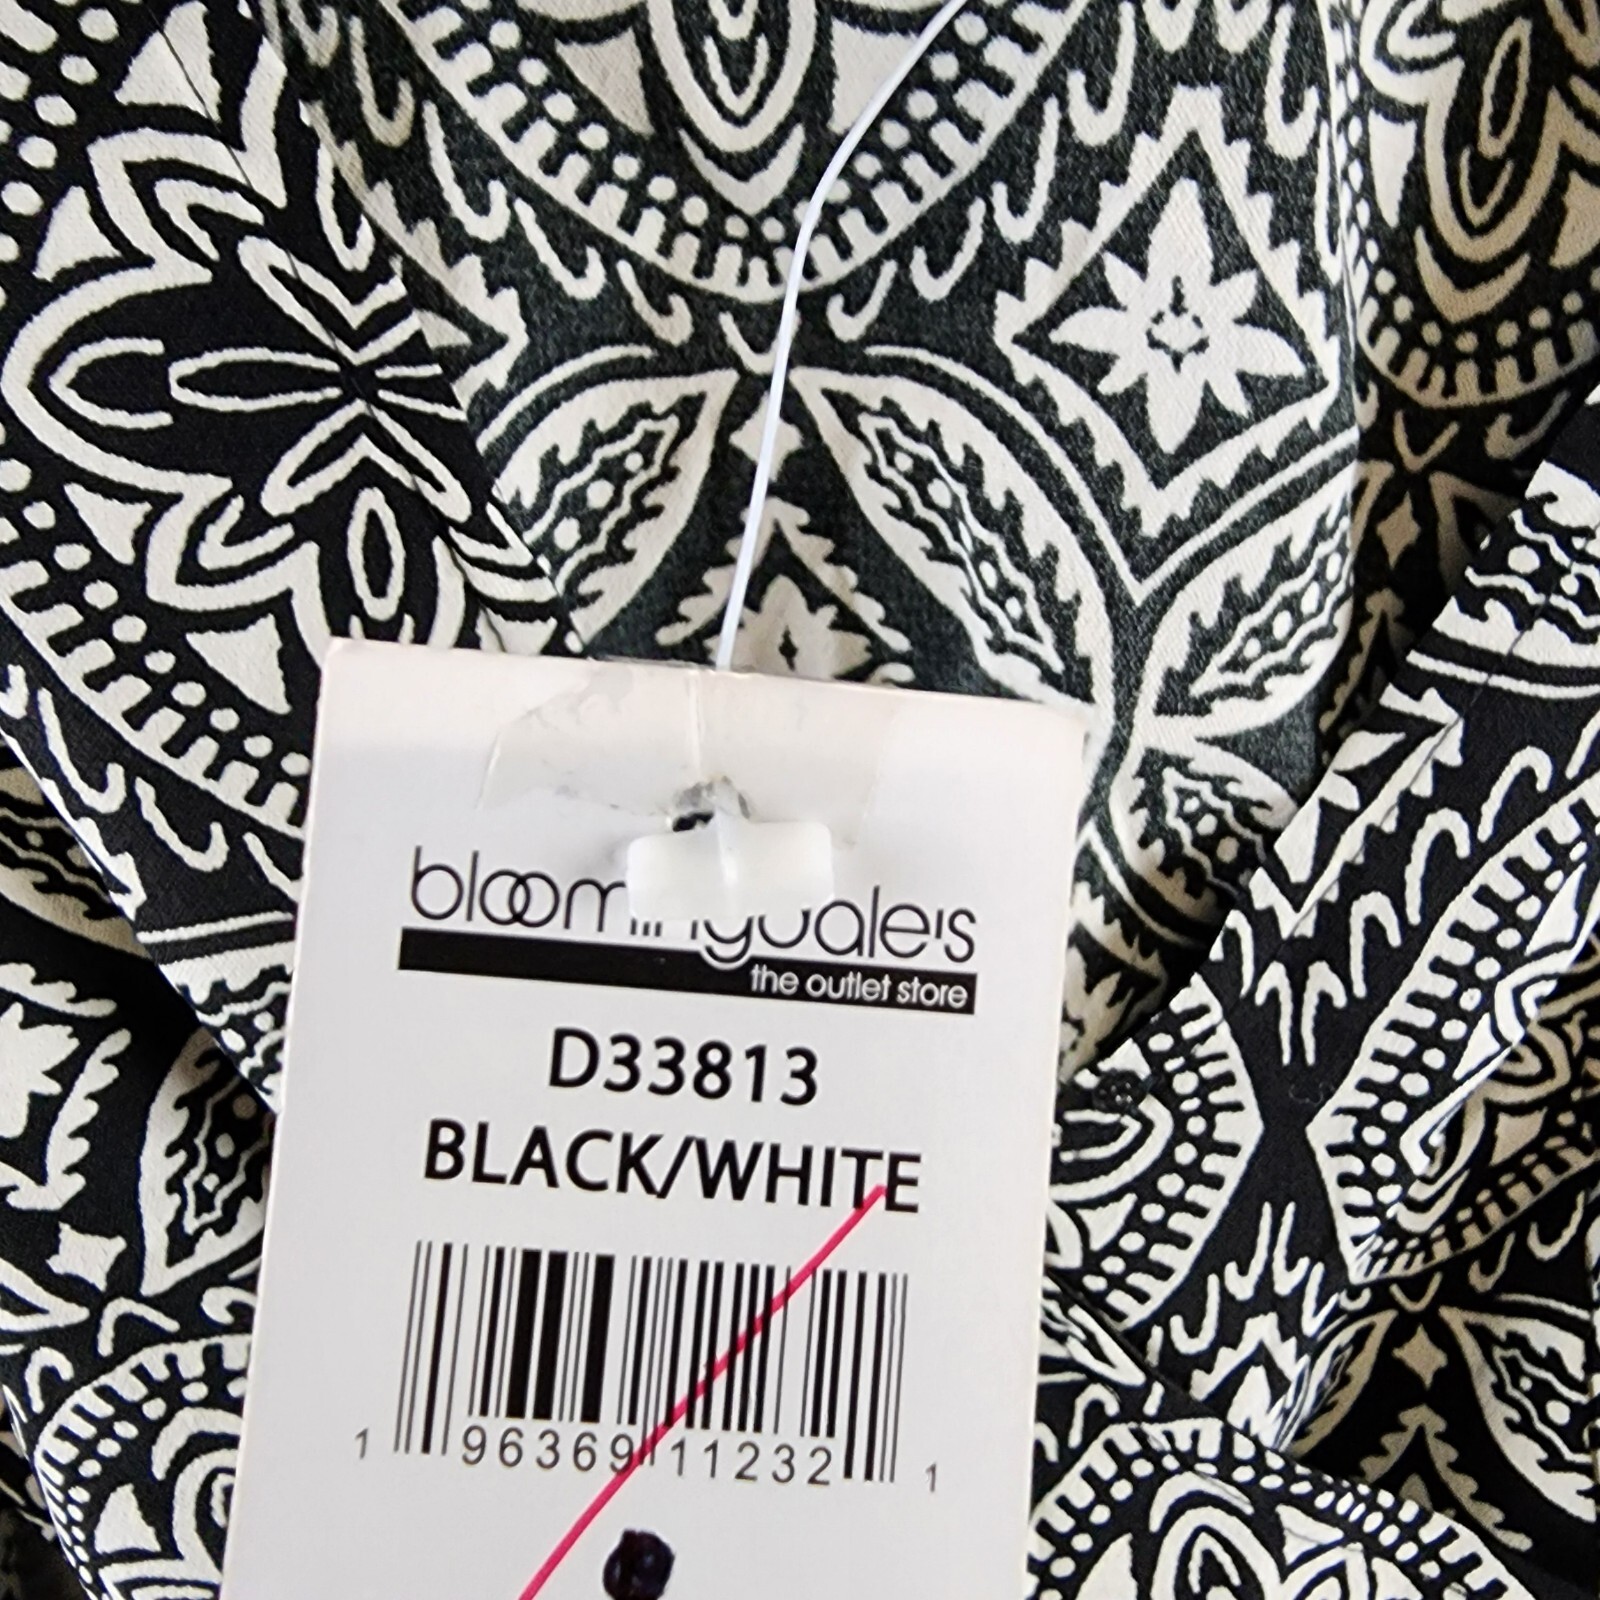 bloomingdale's
the outlet store
D33813
BLACK/WHITE
1 96369 11232 1